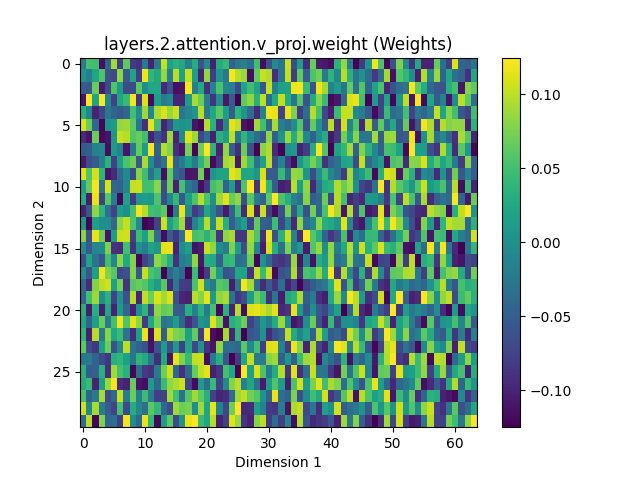 layers.2.attention.v_proj.weight (Weights)
0
5
10
15
20
25
Dimension 2
0 10 20 30 40 50 60
Dimension 1
0.10
0.05
0.00
−0.05
−0.10